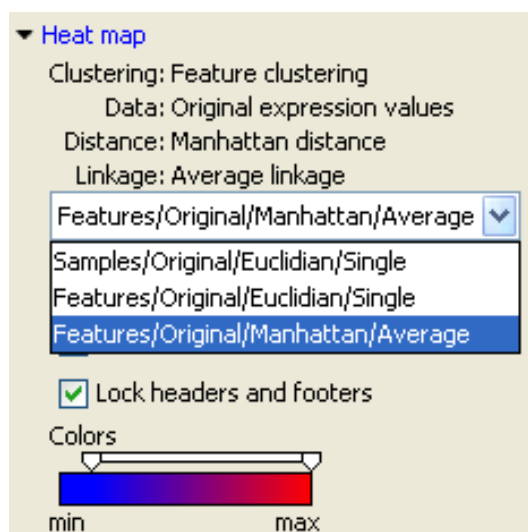 Heat map
Clustering: Feature clustering
Data: Original expression values
Distance: Manhattan distance
Linkage: Average linkage
Features/Original/Manhattan/Average
Samples/Original/Euclidian/Single
Features/Original/Euclidian/Single
Features/Original/Manhattan/Average
Lock headers and footers
Colors
min max